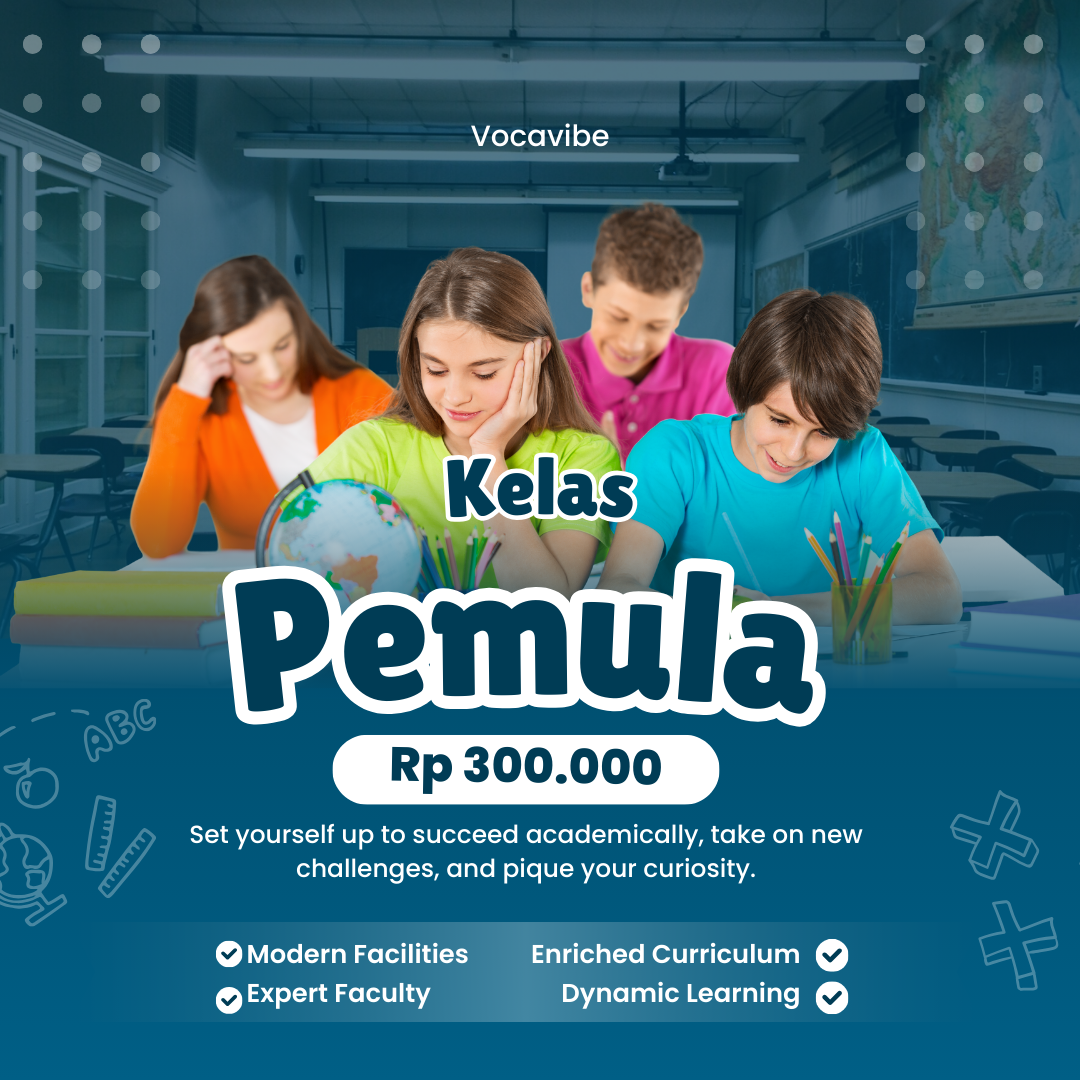 Vocavibe
Kelas
Pemula
Rp 300.000
Set yourself up to succeed academically, take on new
challenges, and pique your curiosity.
Modern Facilities
Enriched Curriculum
Expert Faculty
Dynamic Learning
ABC